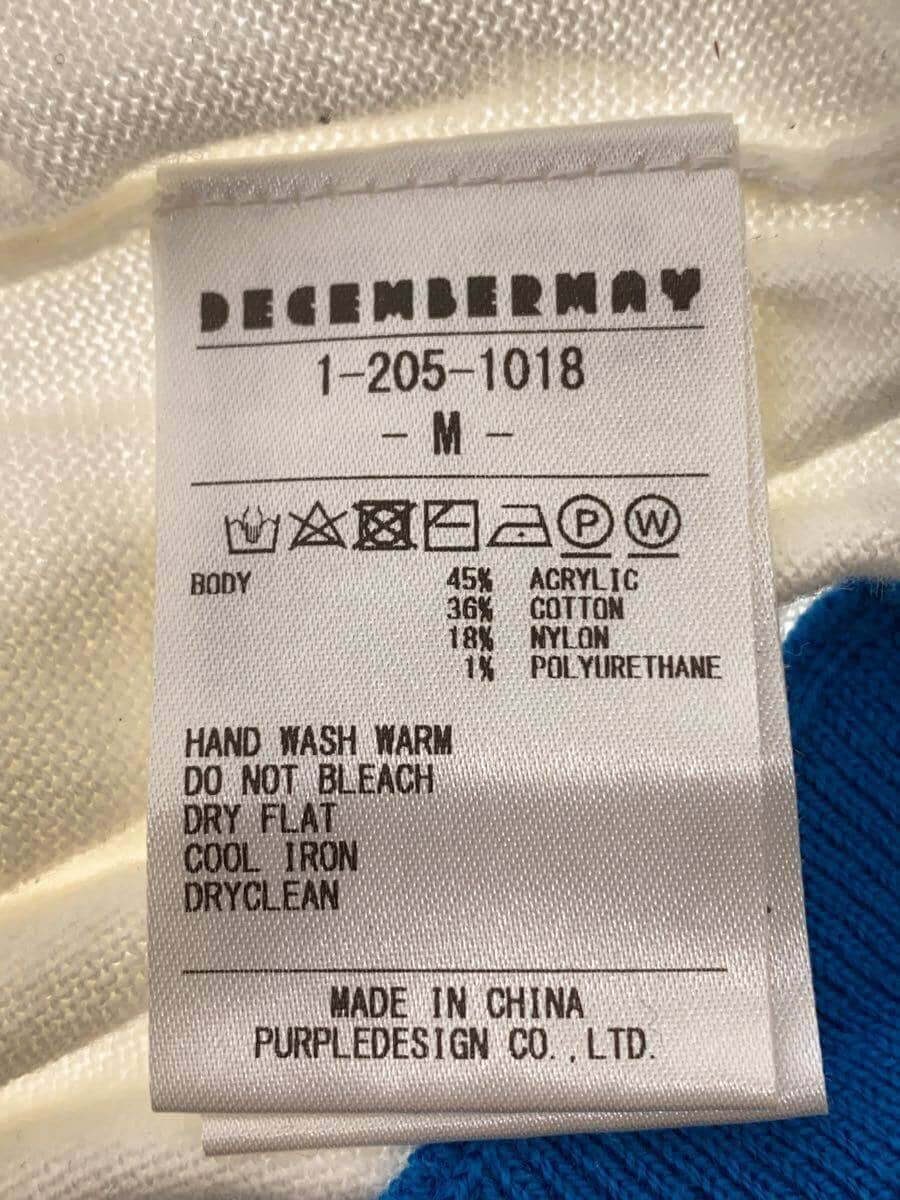 DECEMBERMAY
1-205-1018
- M -
P W
BODY 45% ACRYLIC
36% COTTON
18% NYLON
1% POLYURETHANE
HAND WASH WARM
DO NOT BLEACH
DRY FLAT
COOL IRON
DRYCLEAN
MADE IN CHINA
PURPLEDESIGN CO.,LTD.